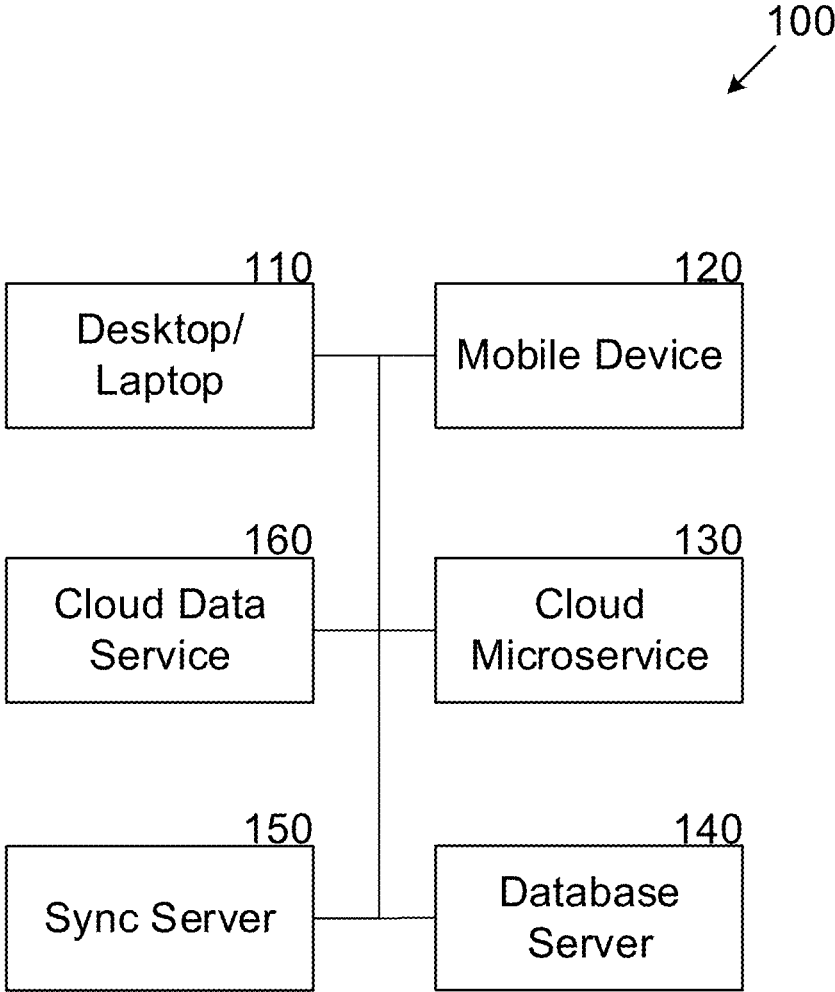 100
110
Desktop/
Laptop
120
Mobile Device
160
Cloud Data
Service
130
Cloud
Microservice
150
Sync Server
140
Database
Server